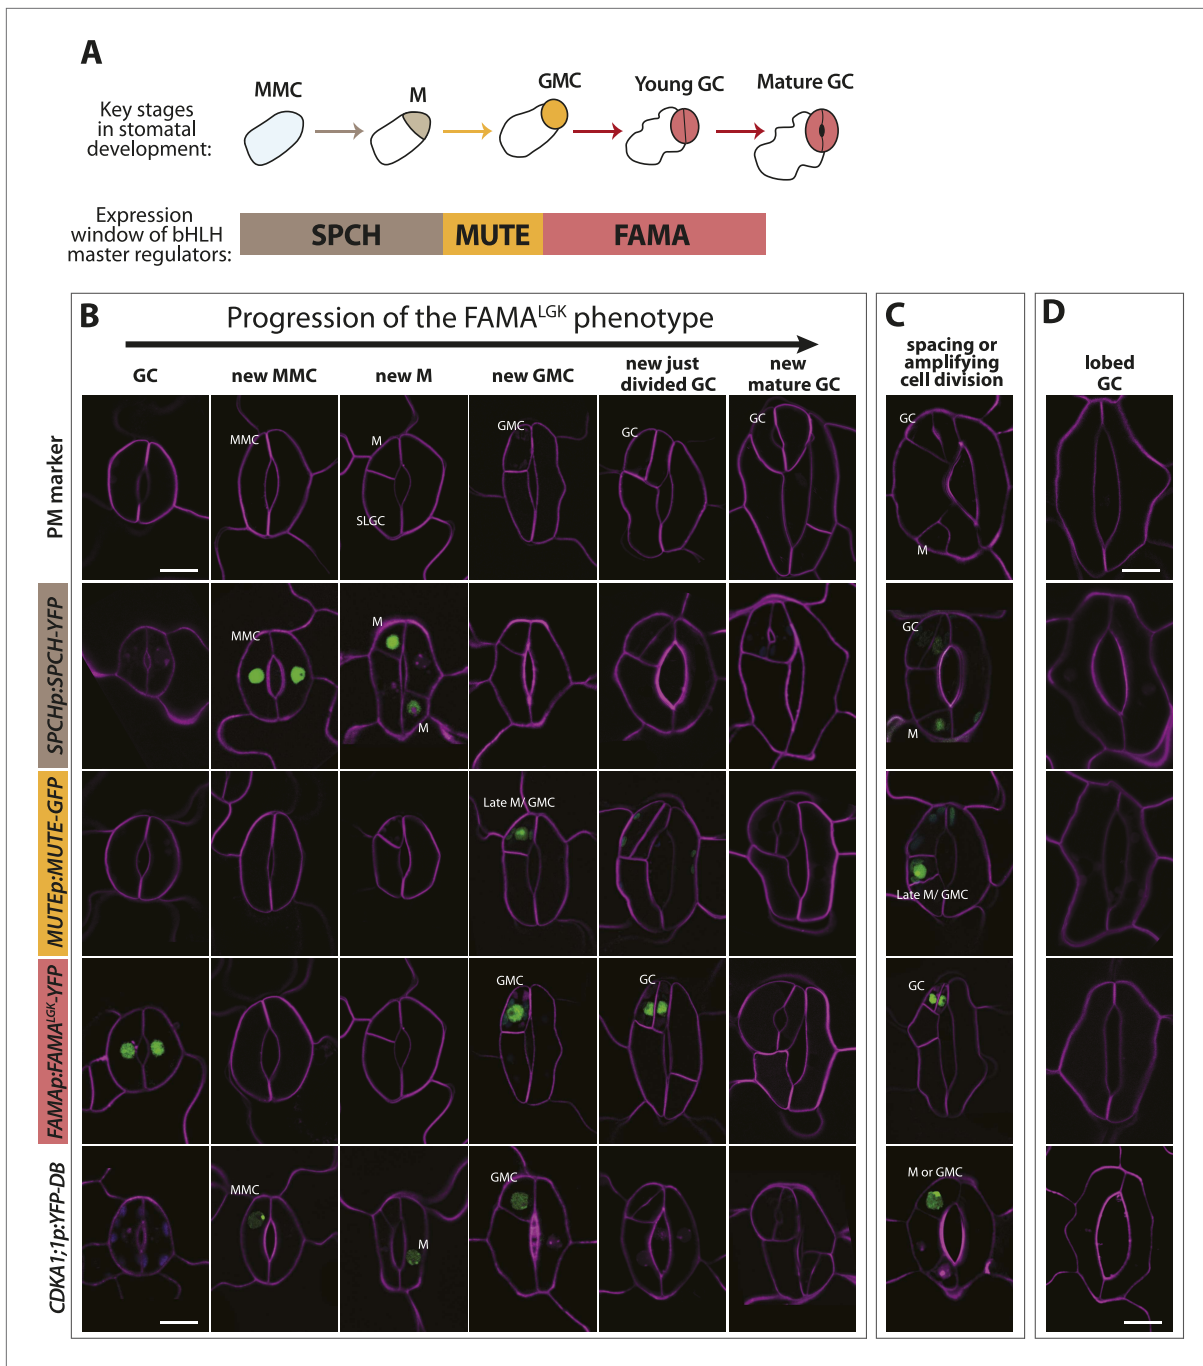 A
MMC
M
GMC
Young GC
Mature GC
Key stages
in stomatal
development:
Expression
window of bHLH
master regulators:
SPCH
MUTE
FAMA
B
Progression of the FAMA^LGK phenotype
GC
new MMC
new M
new GMC
new just
divided GC
new
mature GC
C
spacing or
amplifying
cell division
D
lobed
GC
PM marker
MMC
M
SLGC
GMC
GC
GC
GC
M
SPCHp:SPCH-YFP
MMC
M
M
GC
M
MUTEp:MUTE-GFP
Late M/ GMC
Late M/ GMC
FAMAp:FAMA^LGK-YFP
GMC
GC
GC
CDKA1;1p:YFP-DB
MMC
M
GMC
M or GMC